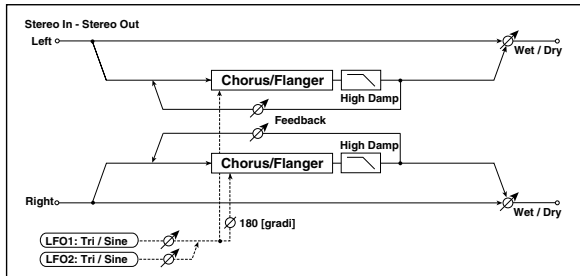 Stereo In - Stereo Out
Left
Wet / Dry
Chorus/Flanger
High Damp
Feedback
Chorus/Flanger
High Damp
Right
Wet / Dry
180 [gradi]
LFO1: Tri / Sine
LFO2: Tri / Sine